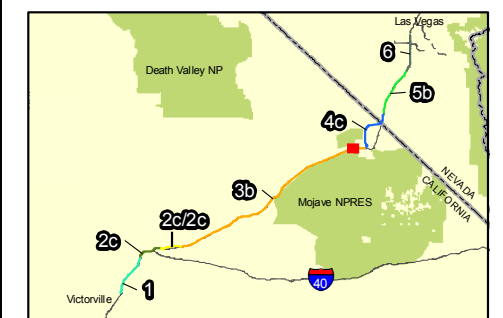 Las Vegas
6
Death Valley NP
5b
4c
NEVADA
CALIFORNIA
3b
Mojave NPRES
2c/2c
2c
40
1
Victorville